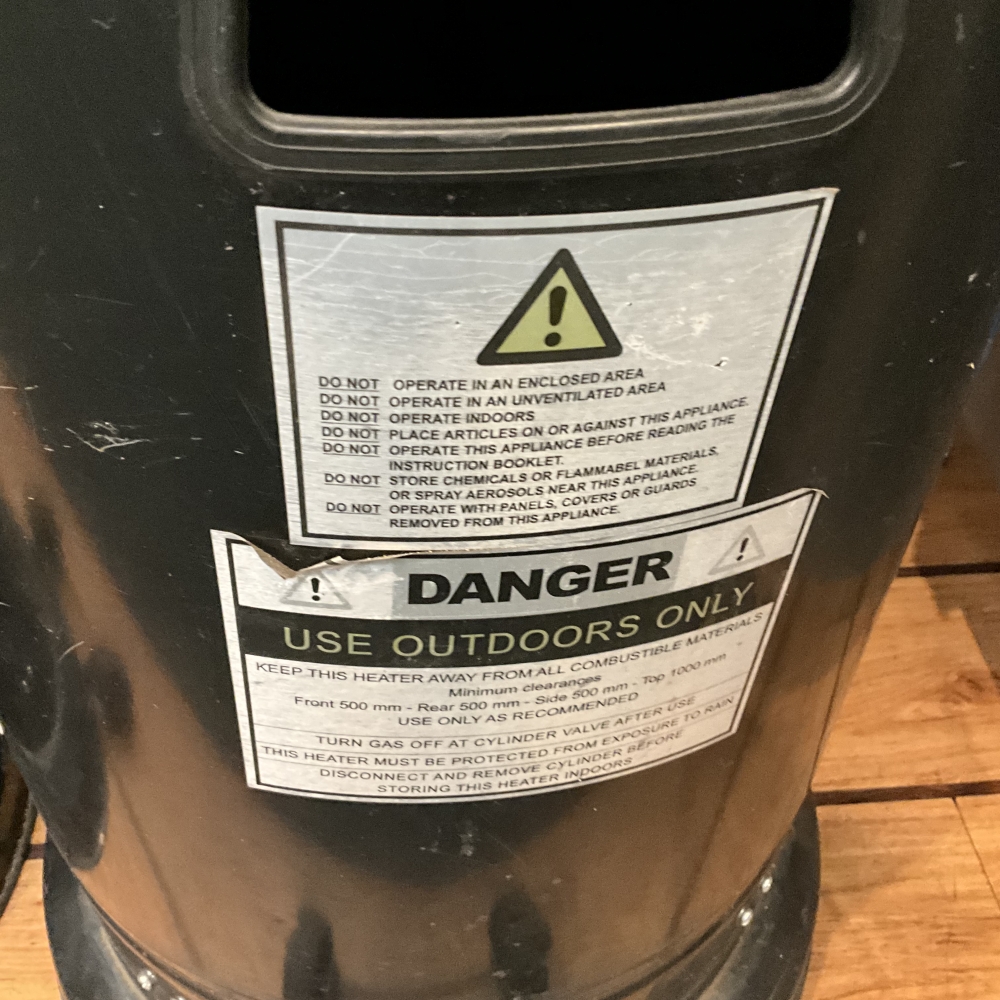 DO NOT OPERATE IN AN ENCLOSED AREA
DO NOT OPERATE IN AN UNVENTILATED AREA
DO NOT OPERATE INDOORS
DO NOT PLACE ARTICLES ON OR AGAINST THIS APPLIANCE.
DO NOT OPERATE THIS APPLIANCE BEFORE READING THE
INSTRUCTION BOOKLET.
DO NOT STORE CHEMICALS OR FLAMMABEL MATERIALS,
OR SPRAY AEROSOLS NEAR THIS APPLIANCE.
DO NOT OPERATE WITH PANELS, COVERS OR GUARDS
REMOVED FROM THIS APPLIANCE.
DANGER
USE OUTDOORS ONLY
KEEP THIS HEATER AWAY FROM ALL COMBUSTIBLE MATERIALS
Minimum clearanges
Front 500 mm - Rear 500 mm - Side 500 mm - Top 1000 mm
USE ONLY AS RECOMMENDED
TURN GAS OFF AT CYLINDER VALVE AFTER USE
THIS HEATER MUST BE PROTECTED FROM EXPOSURE TO RAIN
DISCONNECT AND REMOVE CYLINDER BEFORE
STORING THIS HEATER INDOORS